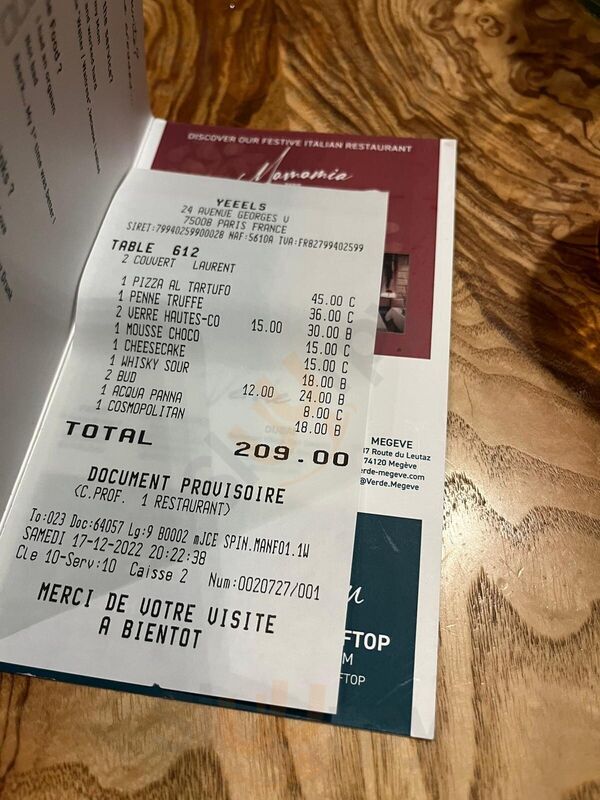 DISCOVER OUR FESTIVE ITALIAN RESTAURANT
Mamamia
YEEELS
24 AVENUE GEORGES V
75008 PARIS FRANCE
SIRET:79940259900028 NAF:5610A TVA:FR82799402599
TABLE 612
2 COUVERT LAURENT
1 PIZZA AL TARTUFO 45.00 C
1 PENNE TRUFFE 36.00 C
2 VERRE HAUTES-CO 15.00 30.00 B
1 MOUSSE CHOCO 15.00 C
1 CHEESECAKE 15.00 C
1 WHISKY SOUR 18.00 B
2 BUD 12.00 24.00 B
1 ACQUA PANNA 8.00 C
1 COSMOPOLITAN 18.00 B
TOTAL 209.00
DOCUMENT PROVISOIRE
<C.PROF. 1 RESTAURANT>
To:023 Doc:64057 Lg:9 B0002 mJCE SPIN.MANF01.1W
SAMEDI 17-12-2022 20:22:38
CLe 10-Serv:10 Caisse 2 Num:0020727/001
MERCI DE VOTRE VISITE
A BIENTOT
MEGEVE
Route du Leutaz
74120 Megève
rde-megeve.com
@Verde.Megeve
FTOP
M
FTOP